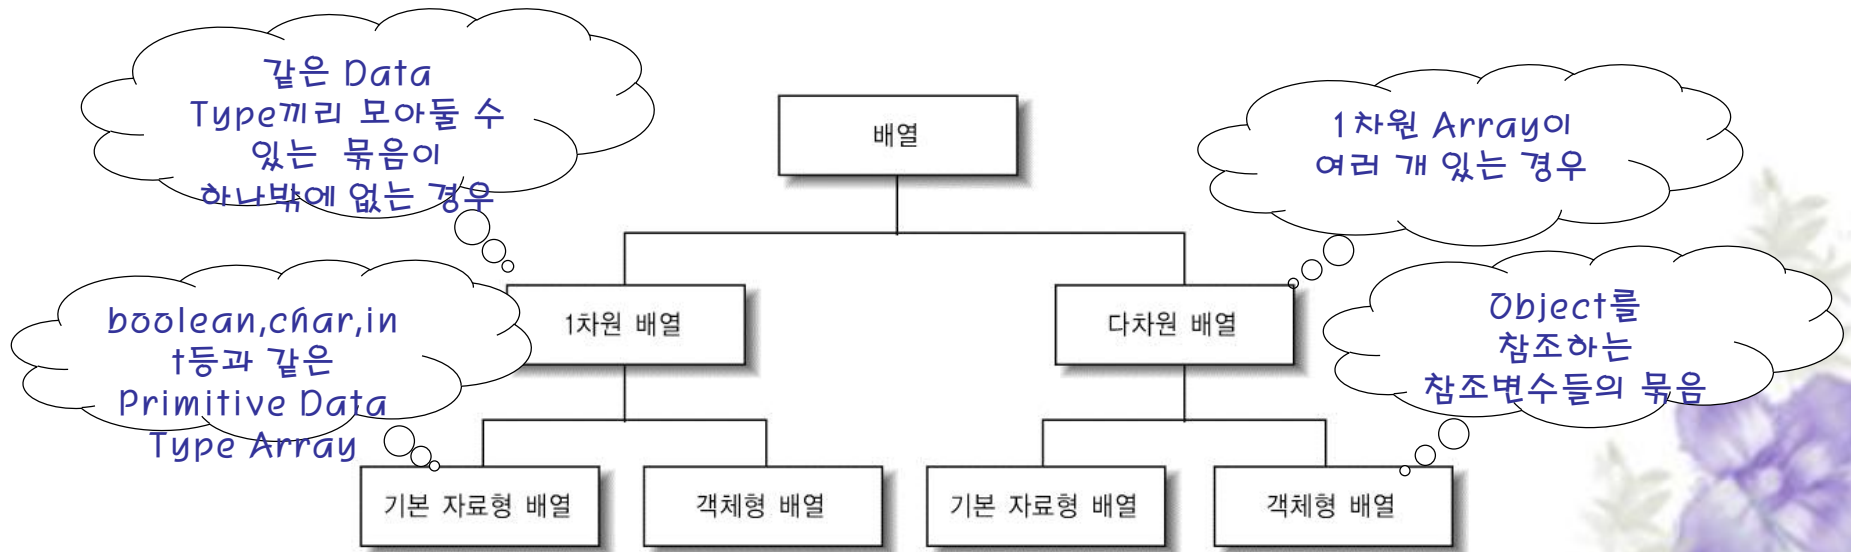 같은 Data
Type끼리 모아둘 수
있는 묶음이
하나밖에 없는 경우
배열
1차원 Array이
여러 개 있는 경우
boolean,char,in
t등과 같은
Primitive Data
Type Array
1차원 배열
다차원 배열
Object를
참조하는
참조변수들의 묶음
기본 자료형 배열
객체형 배열
기본 자료형 배열
객체형 배열